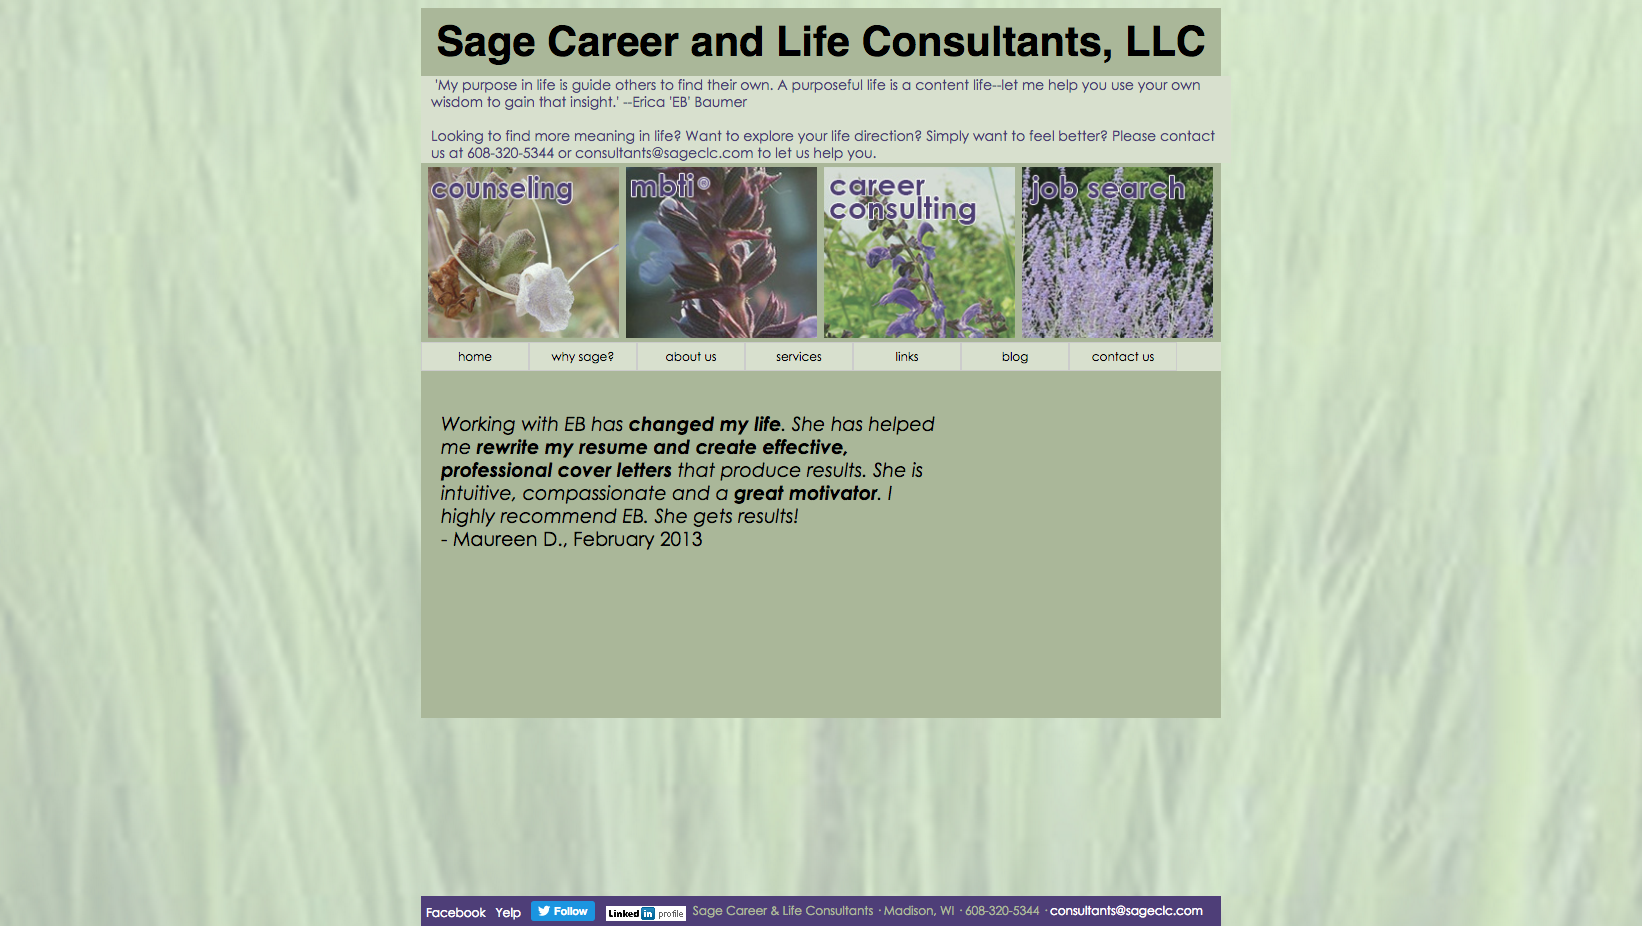 Sage Career and Life Consultants, LLC
'My purpose in life is guide others to find their own. A purposeful life is a content life--let me help you use your own
wisdom to gain that insight.' --Erica 'EB' Baumer
Looking to find more meaning in life? Want to explore your life direction? Simply want to feel better? Please contact
us at 608-320-5344 or consultants@sageclc.com to let us help you.
counseling
mbti©
career
consulting
job search
home why sage? about us services links blog contact us
Working with EB has changed my life. She has helped
me rewrite my resume and create effective,
professional cover letters that produce results. She is
intuitive, compassionate and a great motivator. I
highly recommend EB. She gets results!
- Maureen D., February 2013
Facebook Yelp Follow Linked in profile Sage Career & Life Consultants · Madison, WI · 608-320-5344 · consultants@sageclc.com